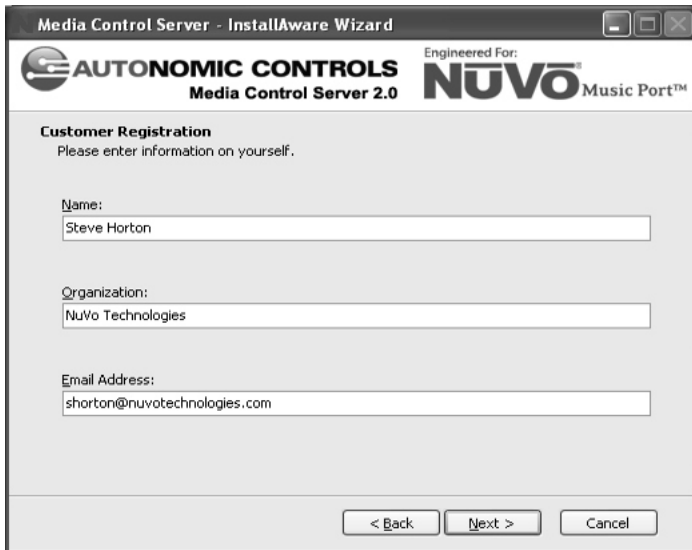 Media Control Server - InstallAware Wizard
AUTONOMIC CONTROLS
Media Control Server 2.0
Engineered For:
NŪVŌ® Music Port™
Customer Registration
Please enter information on yourself.
Name:
Steve Horton
Organization:
NuVo Technologies
Email Address:
shorton@nuvotechnologies.com
< Back
Next >
Cancel